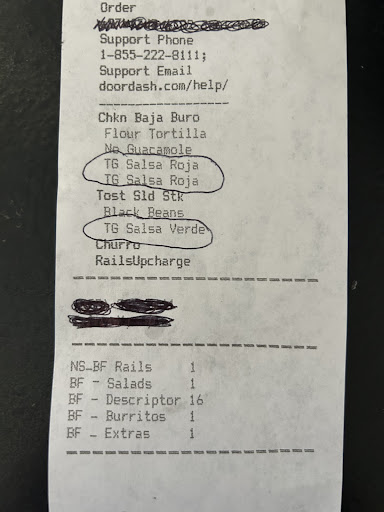 Order
Support Phone
1-855-222-8111;
Support Email
doordash.com/help/
Chkn Baja Buro
Flour Tortilla
No Guacamole
TG Salsa Roja
TG Salsa Roja
Tost Sld Stk
Black Beans
TG Salsa Verde
Churro
RailsUpcharge
NS-BF Rails 1
BF - Salads 1
BF - Descriptor 16
BF - Burritos 1
BF - Extras 1